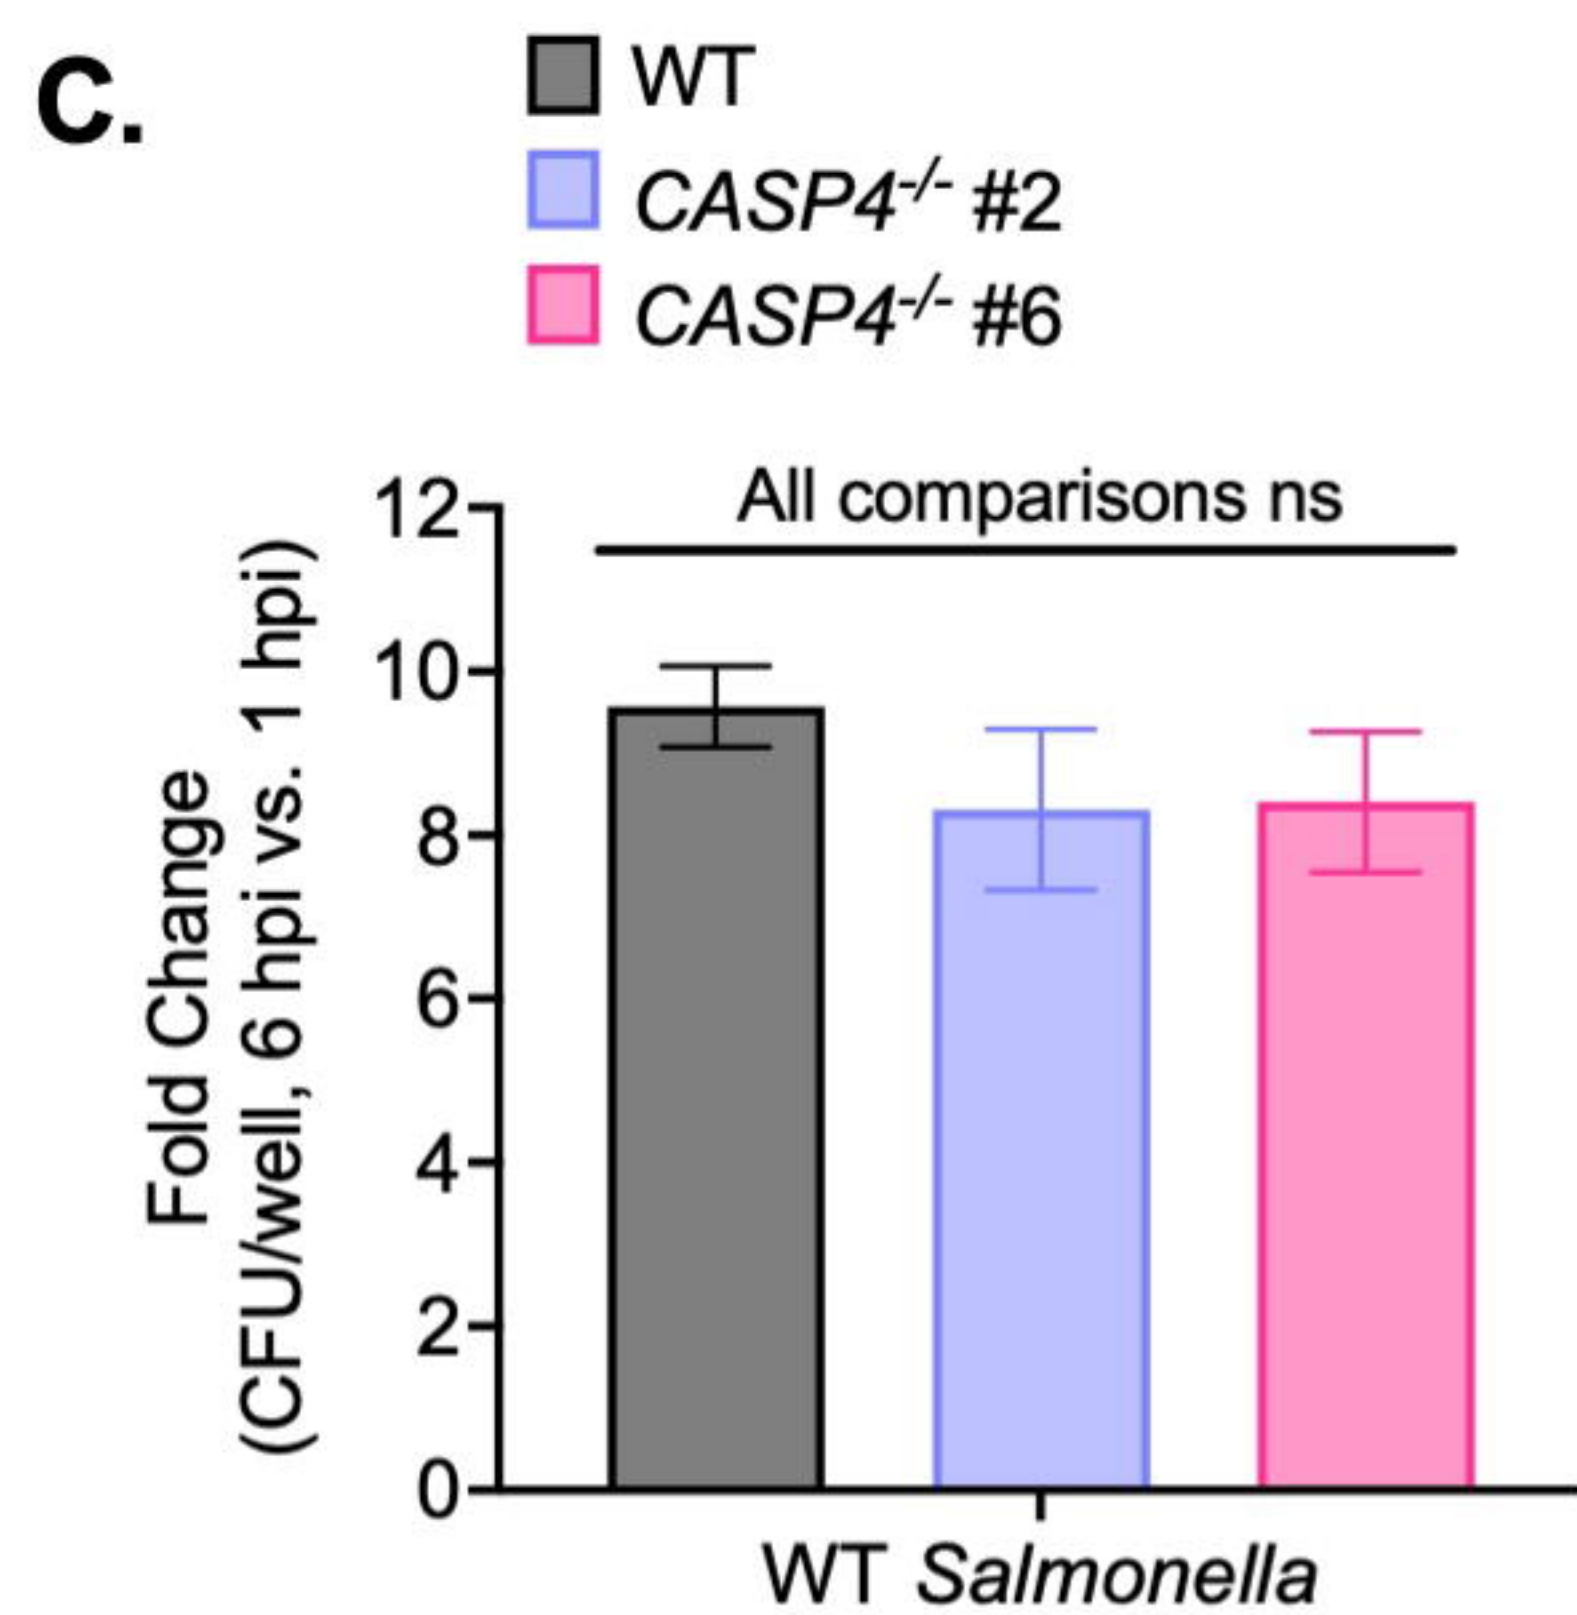 C.
WT
CASP4-/- #2
CASP4-/- #6
All comparisons ns
12
10
8
6
4
2
0
Fold Change
(CFU/well, 6 hpi vs. 1 hpi)
WT Salmonella